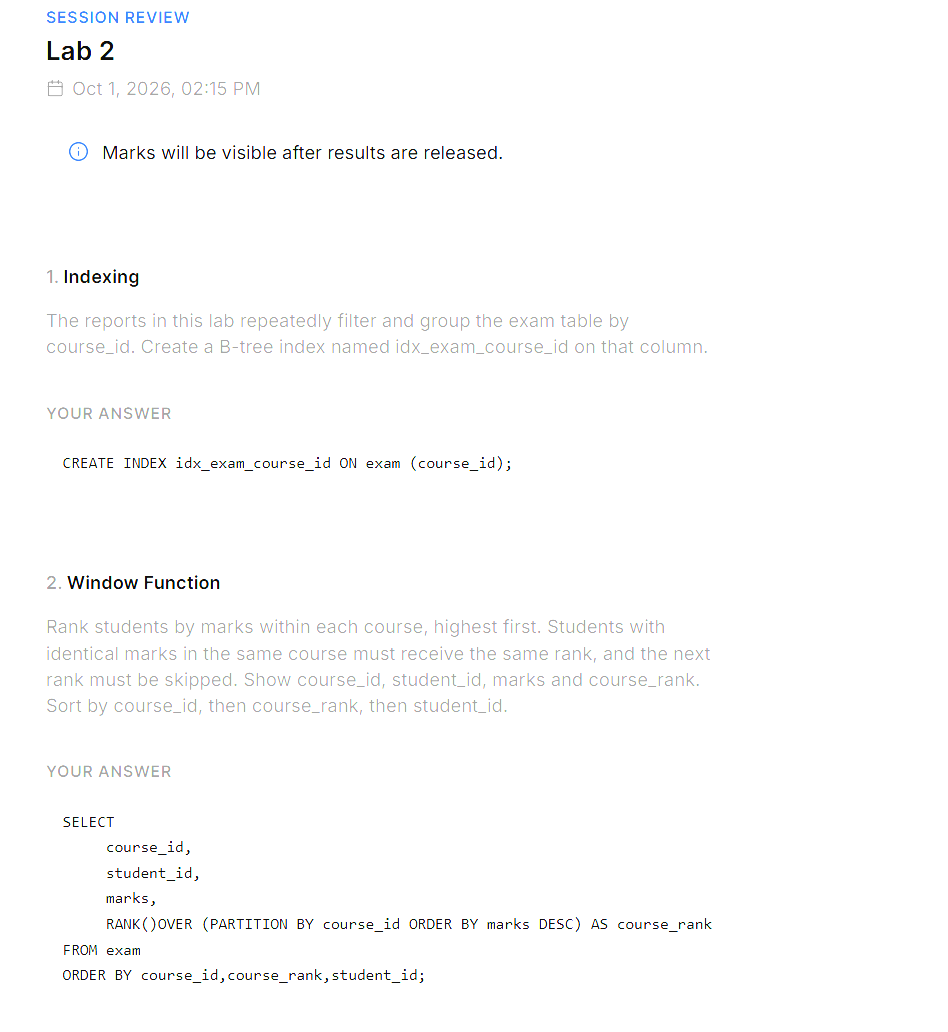 SESSION REVIEW
Lab 2
Oct 1, 2026, 02:15 PM
Marks will be visible after results are released.
1. Indexing
The reports in this lab repeatedly filter and group the exam table by
course_id. Create a B-tree index named idx_exam_course_id on that column.
YOUR ANSWER
CREATE INDEX idx_exam_course_id ON exam (course_id);
2. Window Function
Rank students by marks within each course, highest first. Students with
identical marks in the same course must receive the same rank, and the next
rank must be skipped. Show course_id, student_id, marks and course_rank.
Sort by course_id, then course_rank, then student_id.
YOUR ANSWER
SELECT
course_id,
student_id,
marks,
RANK()OVER (PARTITION BY course_id ORDER BY marks DESC) AS course_rank
FROM exam
ORDER BY course_id,course_rank,student_id;